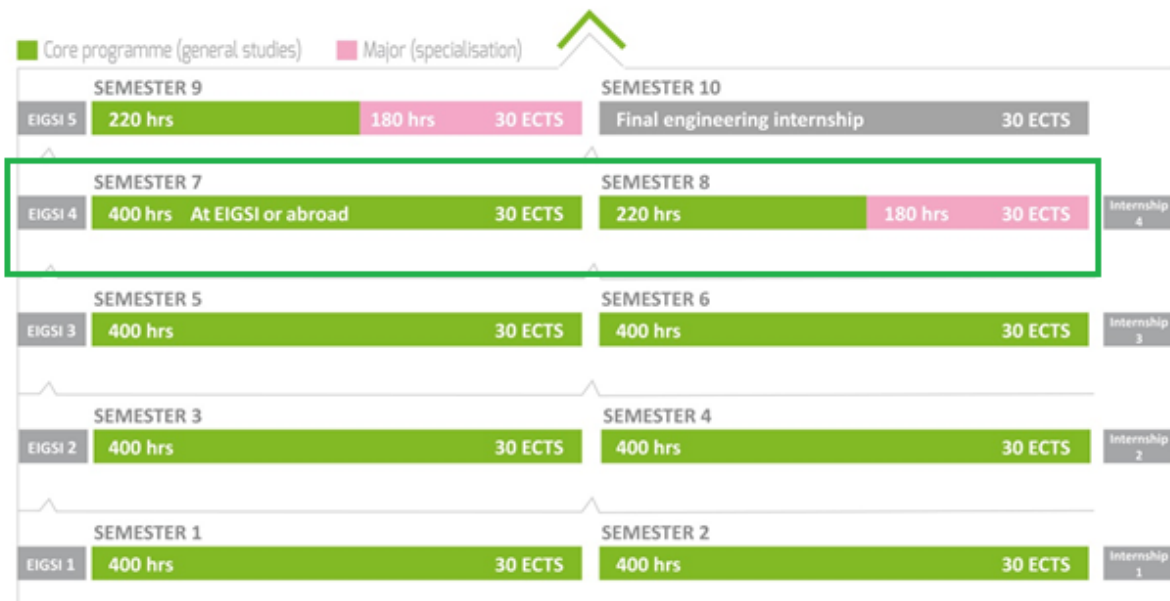 Core programme (general studies) Major (specialisation)
SEMESTER 9 SEMESTER 10
EIGSI 5 220 hrs 180 hrs 30 ECTS Final engineering internship 30 ECTS
SEMESTER 7 SEMESTER 8
EIGSI 4 400 hrs At EIGSI or abroad 30 ECTS 220 hrs 180 hrs 30 ECTS Internship
4
SEMESTER 5 SEMESTER 6
EIGSI 3 400 hrs 30 ECTS 400 hrs 30 ECTS Internship
3
SEMESTER 3 SEMESTER 4
EIGSI 2 400 hrs 30 ECTS 400 hrs 30 ECTS Internship
2
SEMESTER 1 SEMESTER 2
EIGSI 1 400 hrs 30 ECTS 400 hrs 30 ECTS Internship
1